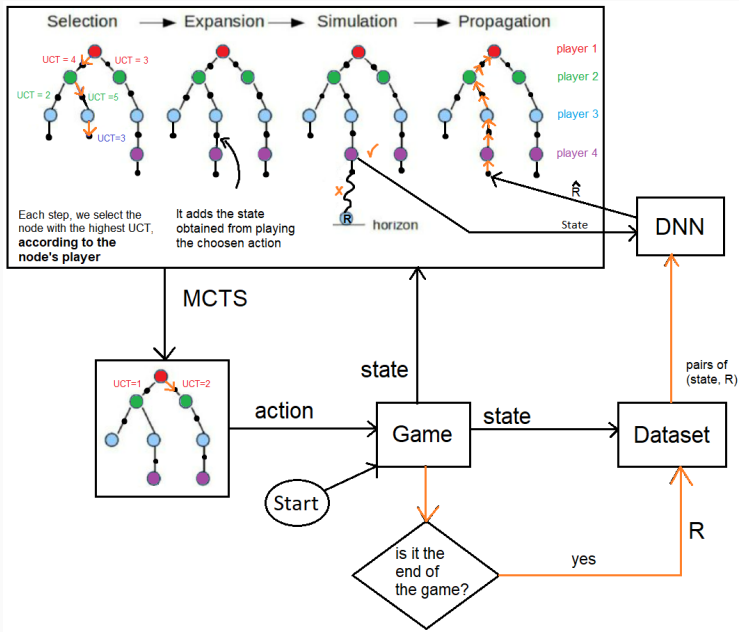 Selection
Expansion
Simulation
Propagation
UCT = 4
UCT = 3
UCT = 2
UCT =5
UCT=3
player 1
player 2
player 3
player 4
Each step, we select the
node with the highest UCT,
according to the
node's player
It adds the state
obtained from playing
the choosen action
x
R
horizon
State
R̂
DNN
MCTS
UCT=1
UCT=2
action
state
Game
state
Dataset
pairs of
(state, R)
Start
is it the
end of
the game?
yes
R